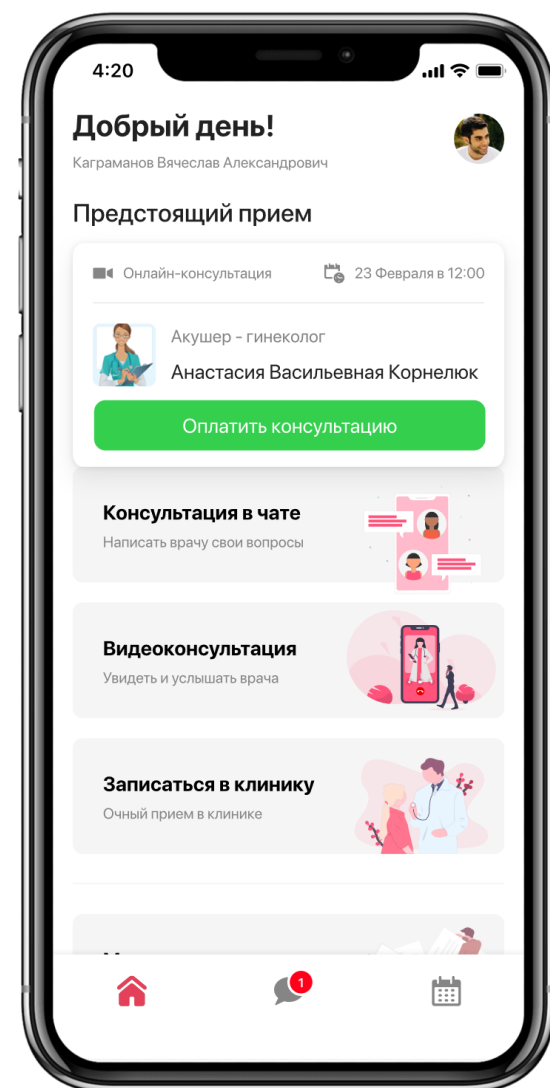 4:20
Добрый день!
Каграманов Вячеслав Александрович
Предстоящий прием
Онлайн-консультация
23 Февраля в 12:00
Акушер - гинеколог
Анастасия Васильевная Корнелюк
Оплатить консультацию
Консультация в чате
Написать врачу свои вопросы
Видеоконсультация
Увидеть и услышать врача
Записаться в клинику
Очный прием в клинике
1